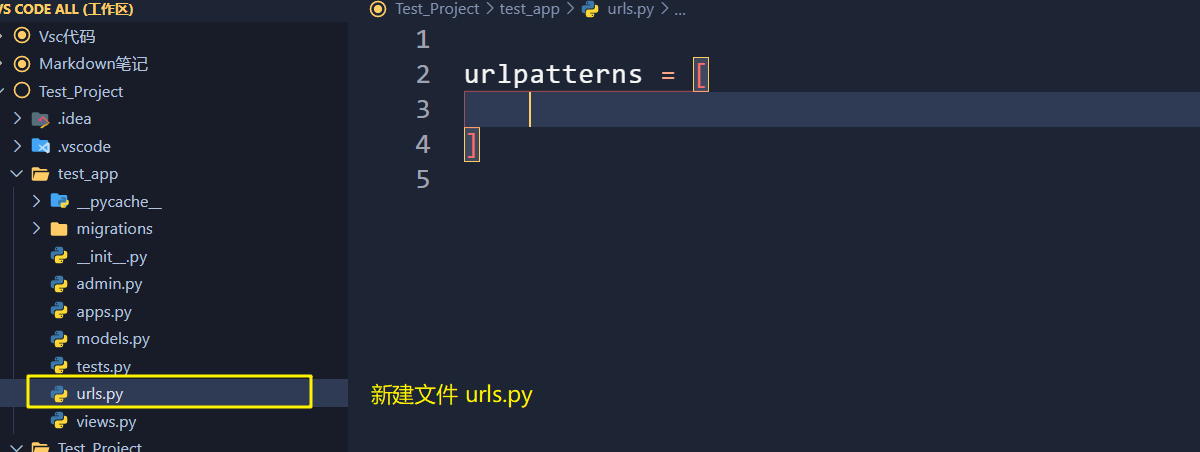 VS CODE ALL (工作区)
Vsc代码
Markdown笔记
Test_Project
.idea
.vscode
test_app
__pycache__
migrations
__init__.py
admin.py
apps.py
models.py
tests.py
urls.py
views.py
Test_Project
Test_Project > test_app > urls.py > ...
1
2 urlpatterns = [
3
4 ]
5
新建文件 urls.py